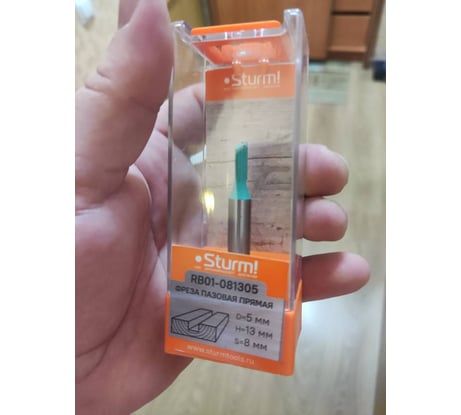 Sturm!
Sturm!
RB01-081305
ФРЕЗА ПАЗОВАЯ ПРЯМАЯ
D=5 мм
H=13 мм
S=8 мм
www.sturmtools.ru